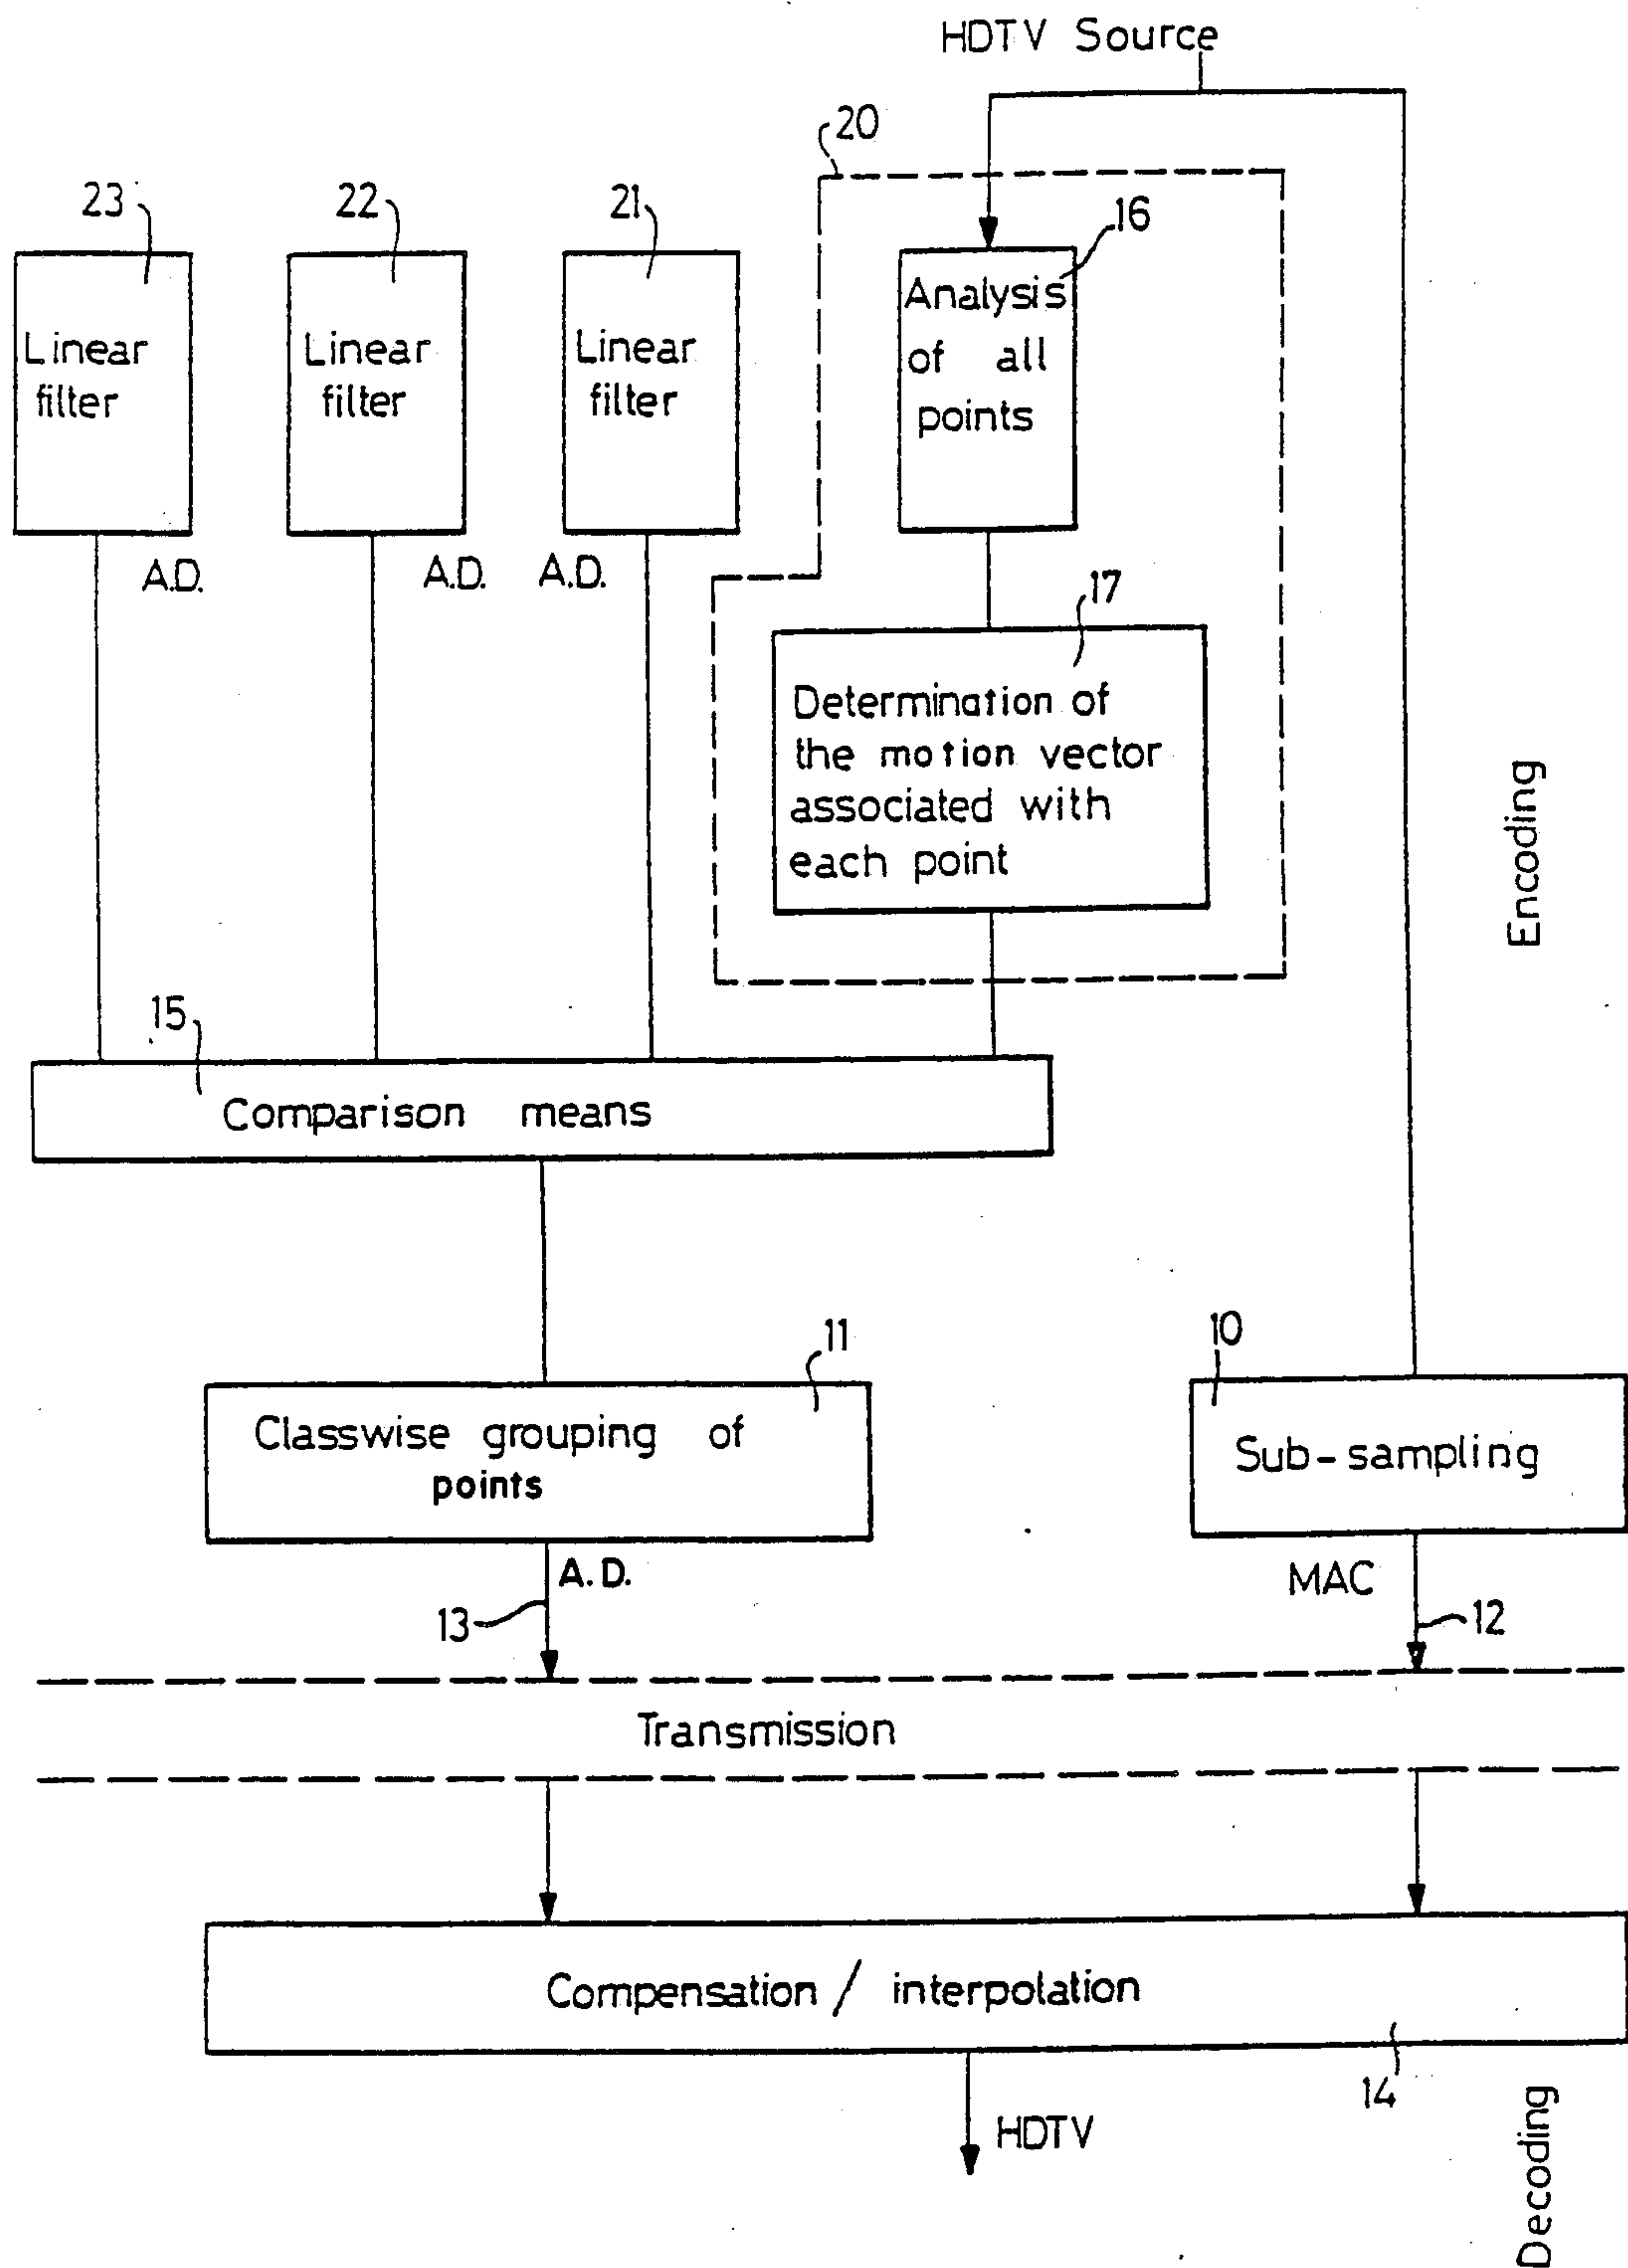 HDTV Source
20
23
22
21
16
Linear
filter
Linear
filter
Linear
filter
Analysis
of all
points
A.D.
A.D.
A.D.
17
Determination of
the motion vector
associated with
each point
Encoding
15
Comparison means
11
10
Classwise grouping of
points
Sub-sampling
A.D.
MAC
13
12
Transmission
Compensation / interpolation
14
HDTV
Decoding